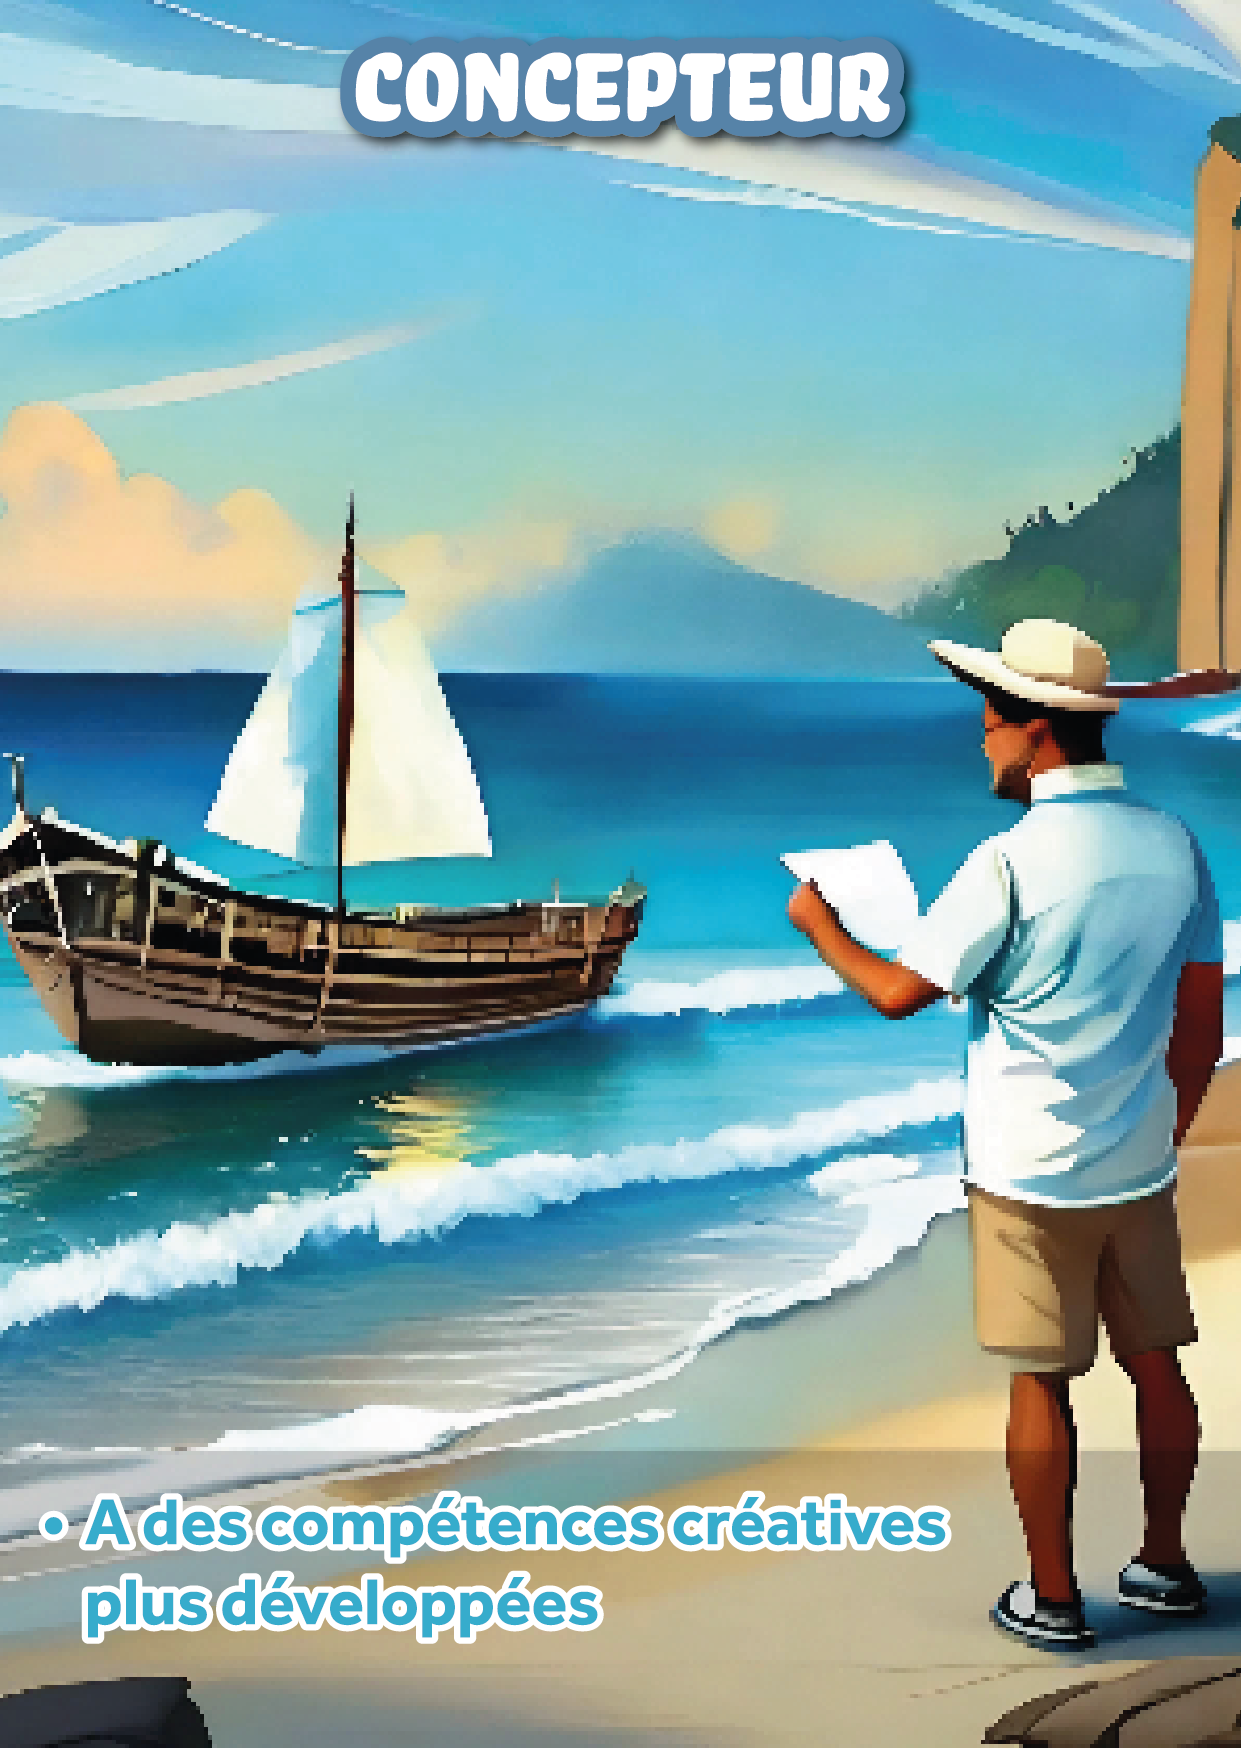 CONCEPTEUR
• A des compétences créatives
plus développées